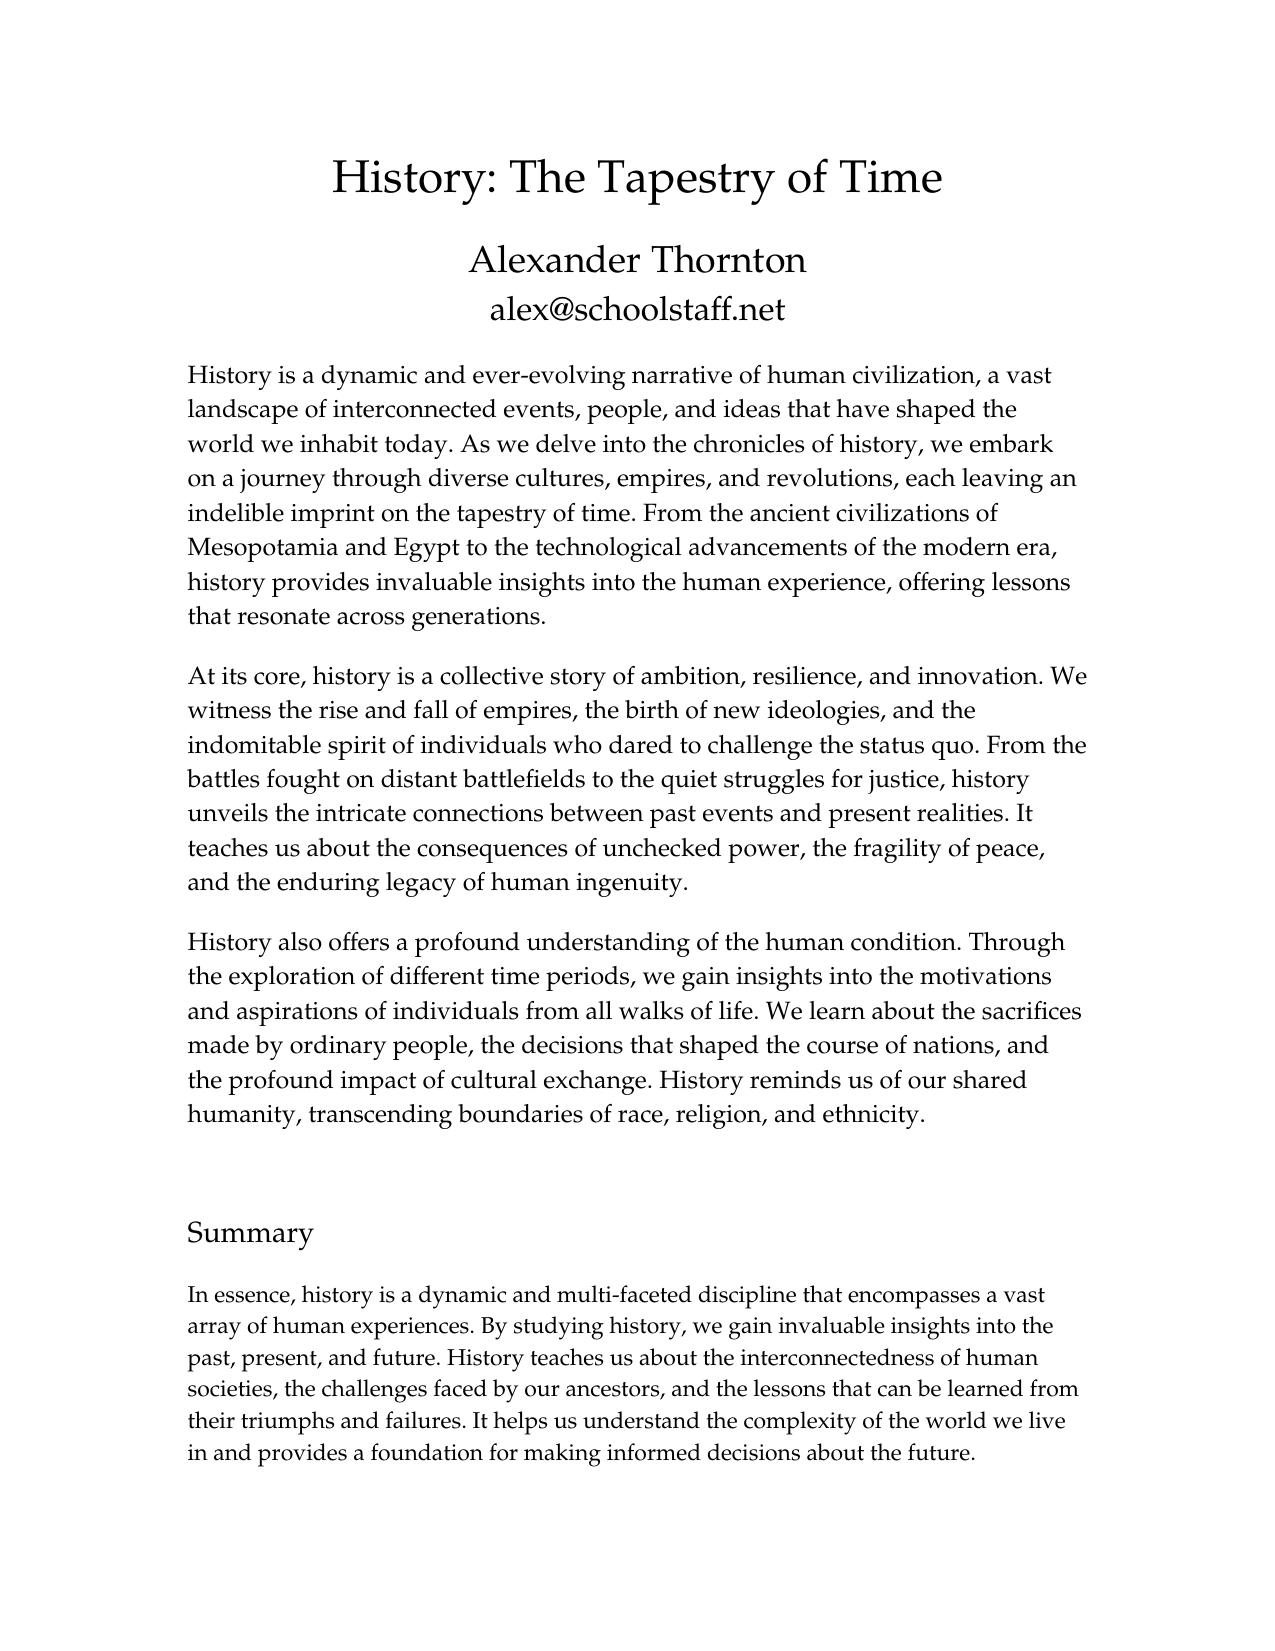 History: The Tapestry of Time
Alexander Thornton
alex@schoolstaff.net
History is a dynamic and ever-evolving narrative of human civilization, a vast
landscape of interconnected events, people, and ideas that have shaped the
world we inhabit today. As we delve into the chronicles of history, we embark
on a journey through diverse cultures, empires, and revolutions, each leaving an
indelible imprint on the tapestry of time. From the ancient civilizations of
Mesopotamia and Egypt to the technological advancements of the modern era,
history provides invaluable insights into the human experience, offering lessons
that resonate across generations.
At its core, history is a collective story of ambition, resilience, and innovation. We
witness the rise and fall of empires, the birth of new ideologies, and the
indomitable spirit of individuals who dared to challenge the status quo. From the
battles fought on distant battlefields to the quiet struggles for justice, history
unveils the intricate connections between past events and present realities. It
teaches us about the consequences of unchecked power, the fragility of peace,
and the enduring legacy of human ingenuity.
History also offers a profound understanding of the human condition. Through
the exploration of different time periods, we gain insights into the motivations
and aspirations of individuals from all walks of life. We learn about the sacrifices
made by ordinary people, the decisions that shaped the course of nations, and
the profound impact of cultural exchange. History reminds us of our shared
humanity, transcending boundaries of race, religion, and ethnicity.
Summary
In essence, history is a dynamic and multi-faceted discipline that encompasses a vast
array of human experiences. By studying history, we gain invaluable insights into the
past, present, and future. History teaches us about the interconnectedness of human
societies, the challenges faced by our ancestors, and the lessons that can be learned from
their triumphs and failures. It helps us understand the complexity of the world we live
in and provides a foundation for making informed decisions about the future.